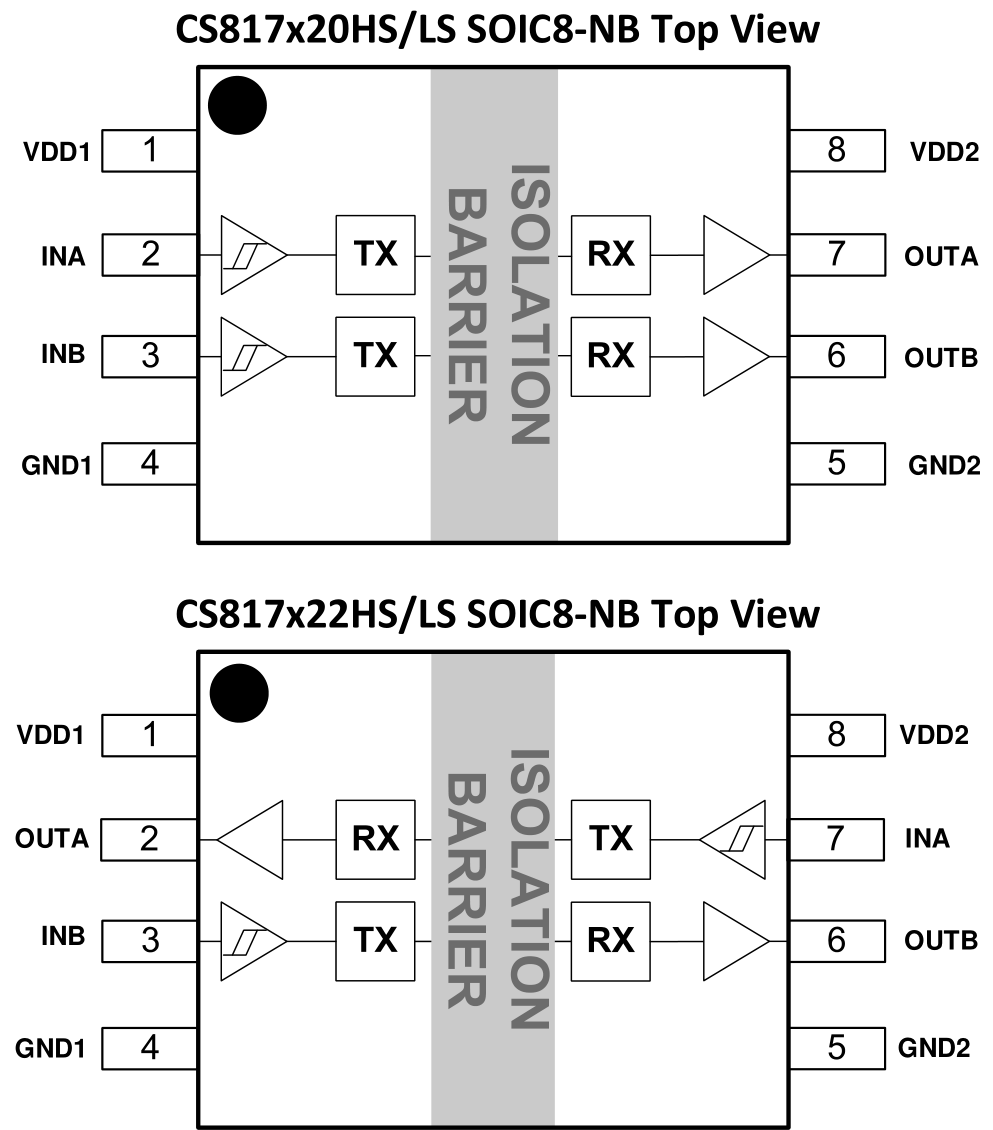 CS817x20HS/LS SOIC8-NB Top View
VDD1 1 8 VDD2
INA 2 TX RX 7 OUTA
INB 3 TX RX 6 OUTB
GND1 4 5 GND2
ISOLATION
BARRIER
CS817x22HS/LS SOIC8-NB Top View
VDD1 1 8 VDD2
OUTA 2 RX TX 7 INA
INB 3 TX RX 6 OUTB
GND1 4 5 GND2
ISOLATION
BARRIER